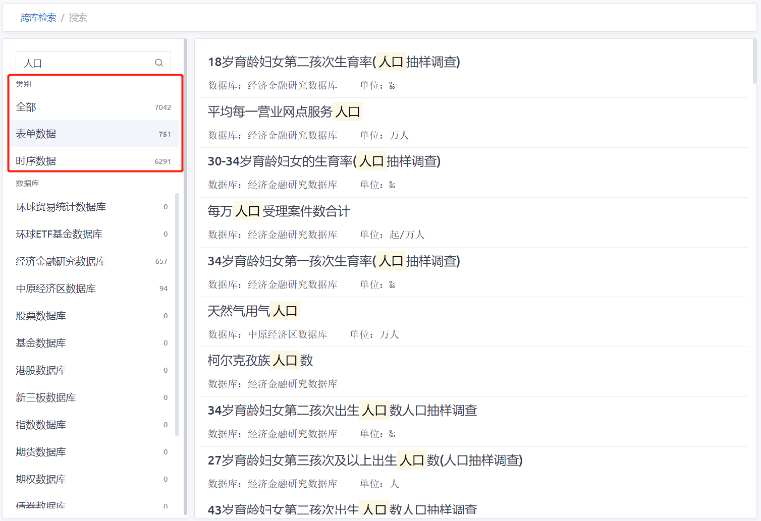 跨库检索 / 搜索
人口
类别
全部 7042
表单数据 751
时序数据 6291
数据库
环球贸易统计数据库 0
环球ETF基金数据库 0
经济金融研究数据库 657
中原经济区数据库 94
股票数据库 0
基金数据库 0
港股数据库 0
新三板数据库 0
指数数据库 0
期货数据库 0
期权数据库 0
债券数据库 0
18岁育龄妇女第二孩次生育率(人口抽样调查)
数据库：经济金融研究数据库 单位：‰
平均每一营业网点服务人口
数据库：经济金融研究数据库 单位：万人
30-34岁育龄妇女的生育率(人口抽样调查)
数据库：经济金融研究数据库 单位：‰
每万人口受理案件数合计
数据库：经济金融研究数据库 单位：起/万人
34岁育龄妇女第一孩次生育率(人口抽样调查)
数据库：经济金融研究数据库 单位：‰
天然气用气人口
数据库：中原经济区数据库 单位：万人
柯尔克孜族人口数
数据库：经济金融研究数据库
34岁育龄妇女第二孩次出生人口数人口抽样调查
数据库：经济金融研究数据库 单位：‰
27岁育龄妇女第三孩次及以上出生人口数(人口抽样调查)
数据库：经济金融研究数据库 单位：人
43岁育龄妇女第二孩次出生人口数人口抽样调查